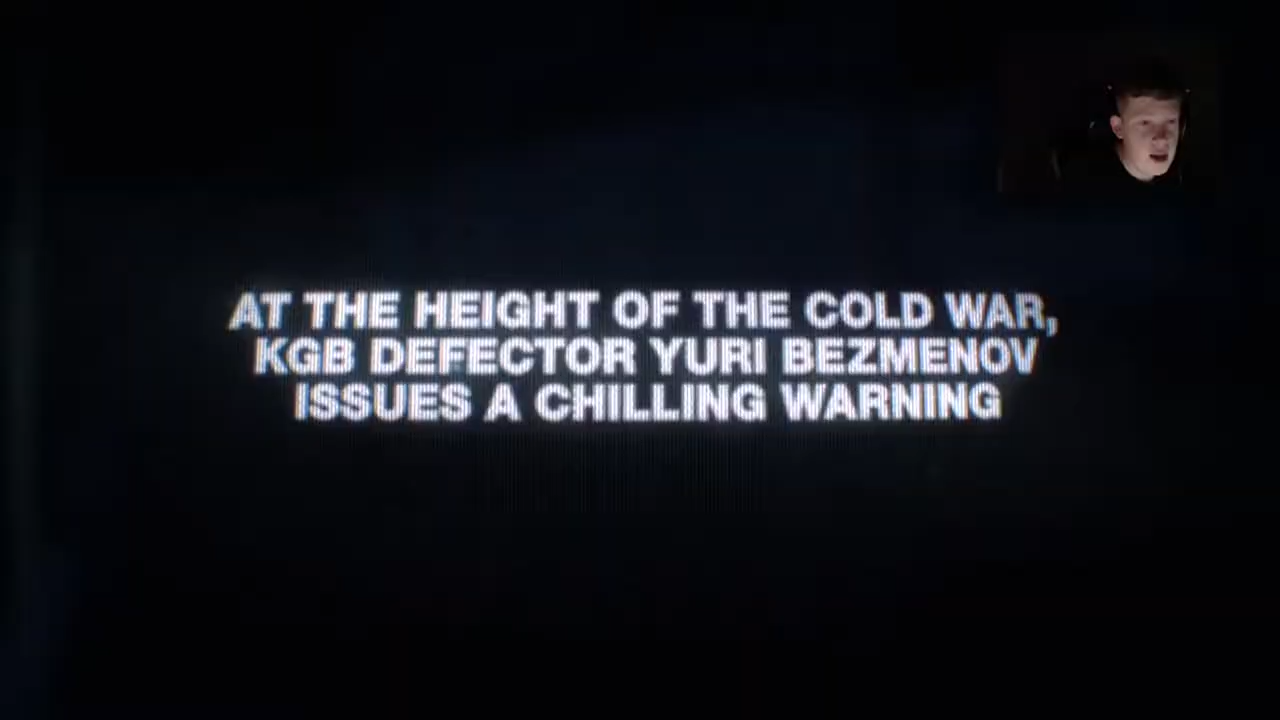 AT THE HEIGHT OF THE COLD WAR,
KGB DEFECTOR YURI BEZMENOV
ISSUES A CHILLING WARNING